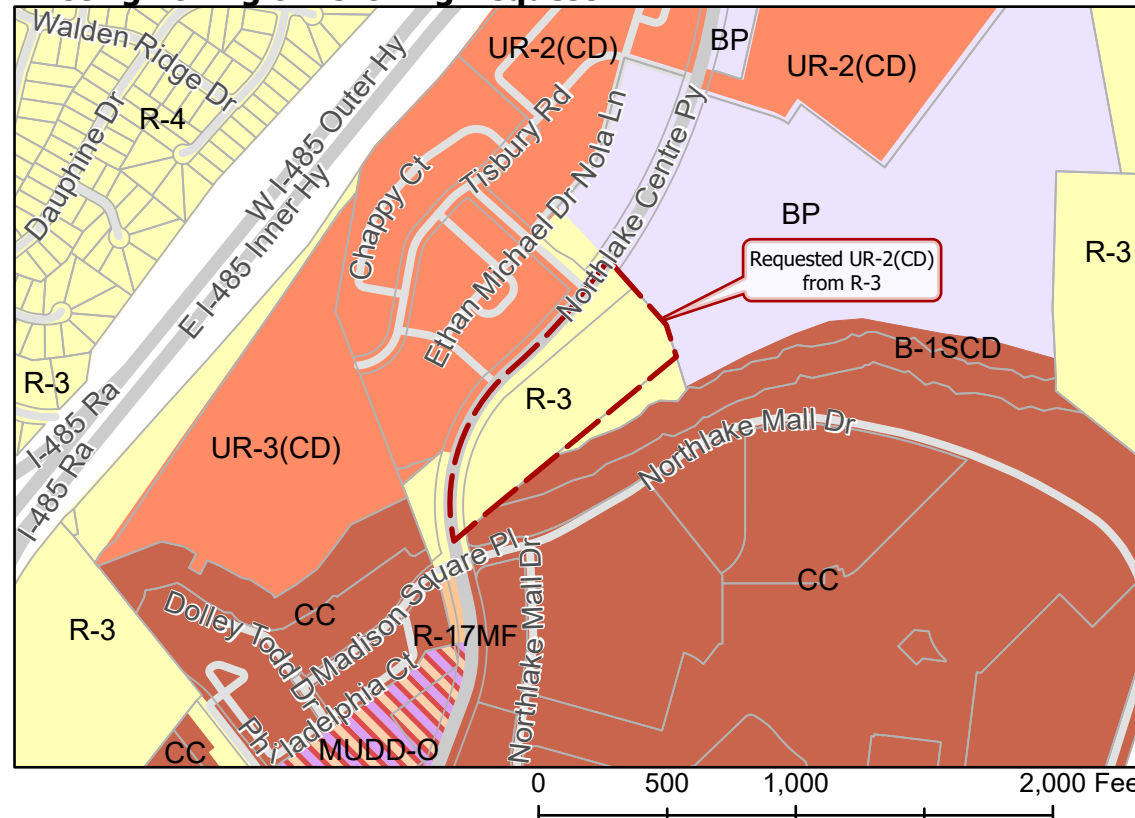 Walden Ridge Dr
UR-2(CD)
BP
UR-2(CD)
R-4
Dauphine Dr
W I-485 Outer Hy
E I-485 Inner Hy
Chappy Ct
Tisbury Rd
Nola Ln
Ethan Michael Dr
Northlake Centre Py
BP
Requested UR-2(CD)
from R-3
R-3
B-1SCD
R-3
R-3
I-485 Ra
I-485 Ra
UR-3(CD)
Northlake Mall Dr
CC
CC
R-3
Dolley Todd Dr
Madison Square Pl
R-17MF
Northlake Mall Dr
Philadelphia Ct
MUDD-O
CC
0 500 1,000 2,000 Fee